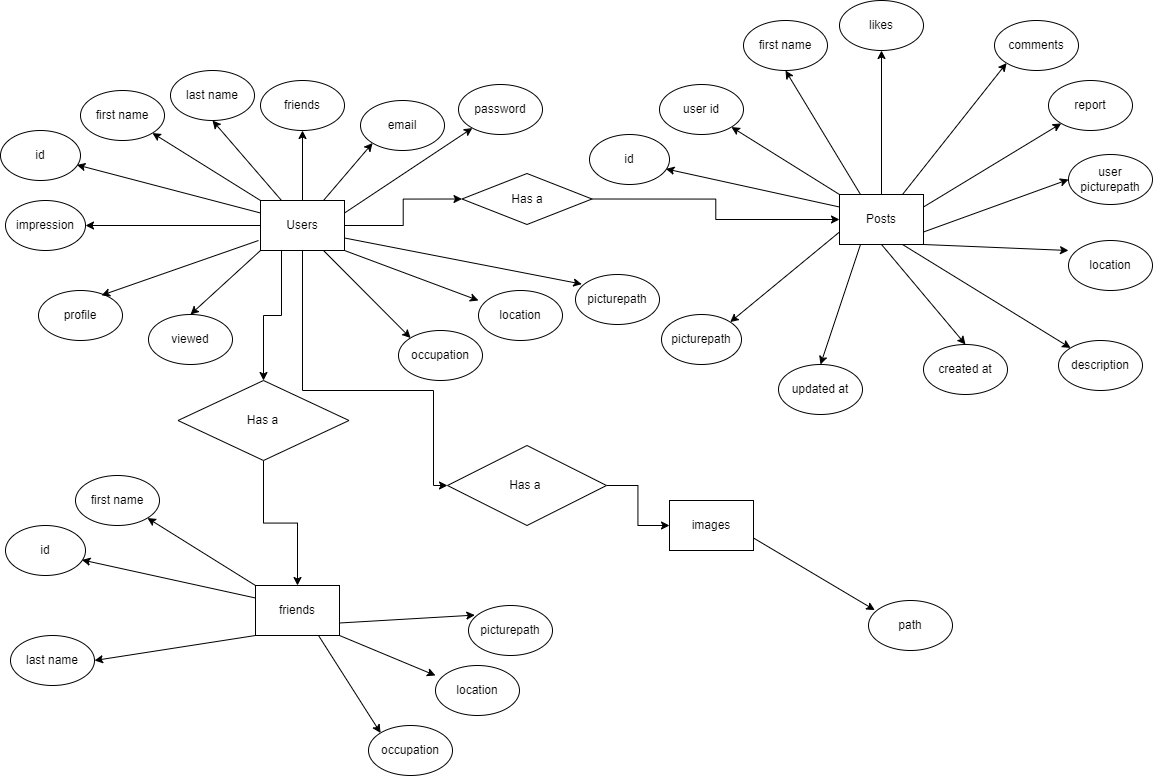 likes
first name
comments
last name
friends
password
report
first name
email
user id
id
id
user
picturepath
impression
Users
Has a
Posts
location
picturepath
profile
viewed
location
occupation
picturepath
updated at
created at
description
Has a
Has a
first name
images
id
friends
picturepath
path
last name
location
occupation